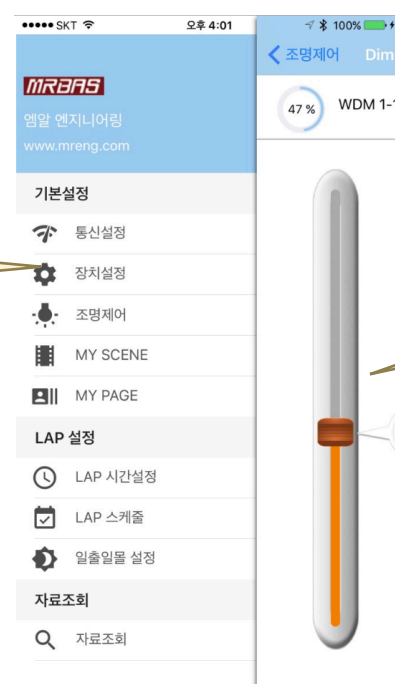 SKT 오후 4:01
MRBAS
엠알 엔지니어링
www.mreng.com
기본설정
통신설정
장치설정
조명제어
MY SCENE
MY PAGE
LAP 설정
LAP 시간설정
LAP 스케줄
일출일몰 설정
자료조회
자료조회
100%
조명제어 Dim
47 % WDM 1-1